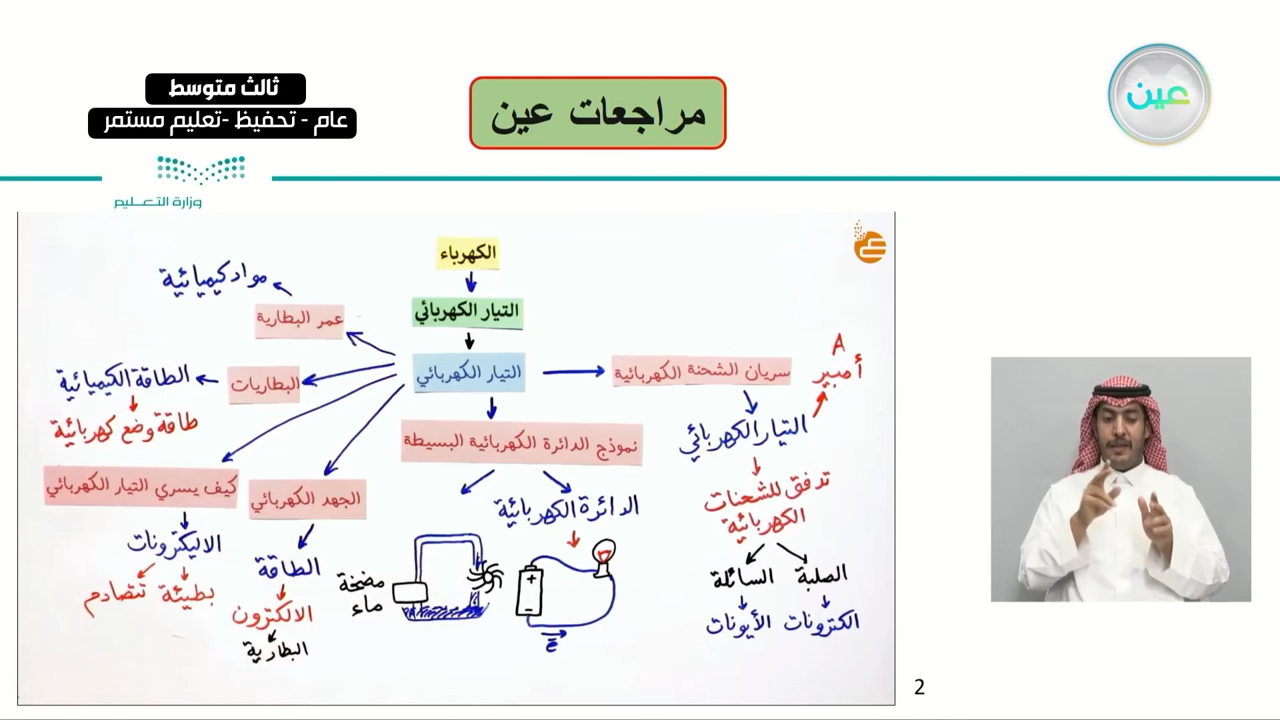 ثالث متوسط
عام - تحفيظ -تعليم مستمر
مراجعات عين
عين
وزارة التعليم
الكهرباء
التيار الكهربائي
التيار الكهربائي
سريان الشحنة الكهربائية
A
أمبير
التيار الكهربائي
تدفق للشحنات
الكهربائية
الصلبة
السائلة
الكترونات
الأيونات
نموذج الدائرة الكهربائية البسيطة
الدائرة الكهربائية
+
-
e
مضخة
ماء
عمر البطارية
مواد كيميائية
البطاريات
الطاقة الكيميائية
طاقة وضع كهربائية
الجهد الكهربائي
الطاقة
الالكترون
البطارية
كيف يسري التيار الكهربائي
الاليكترونات
بطيئة
تتصادم
2